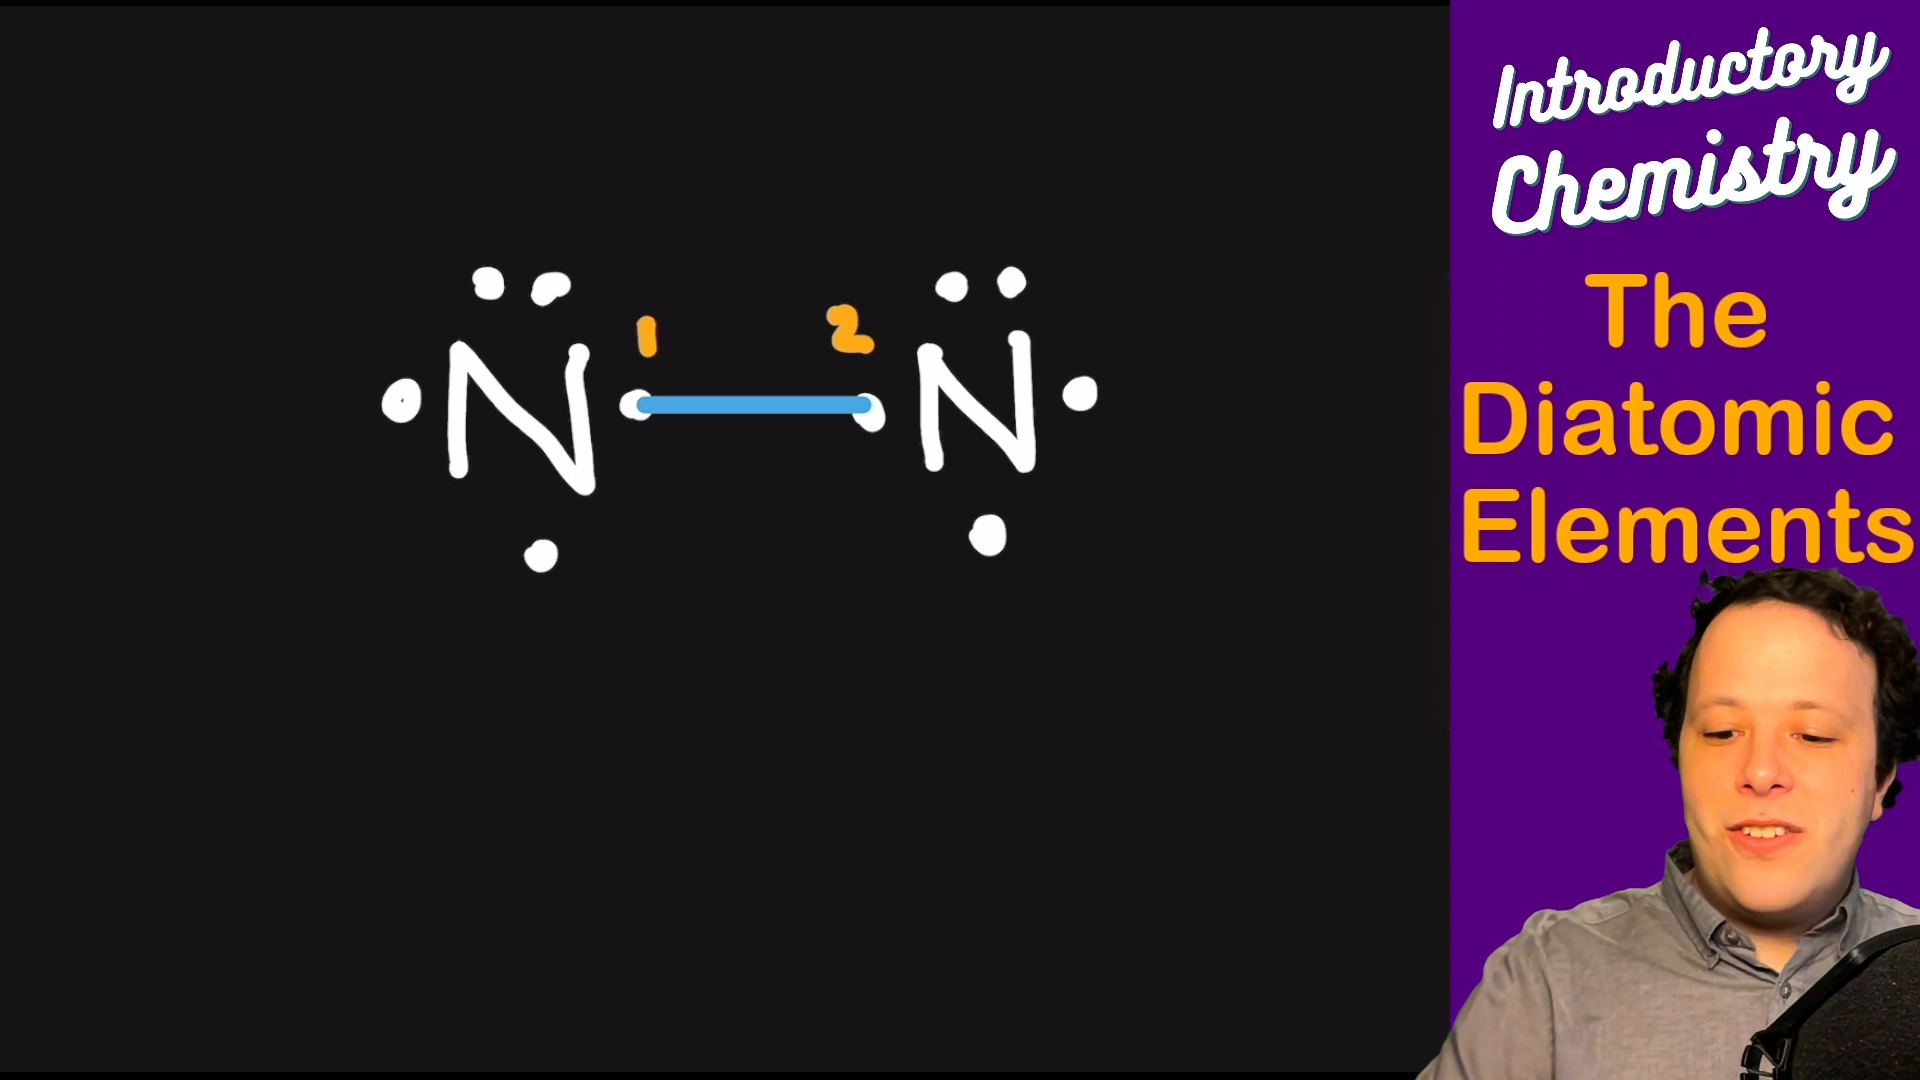 Introductory
Chemistry
The
Diatomic
Elements
1 2
N N